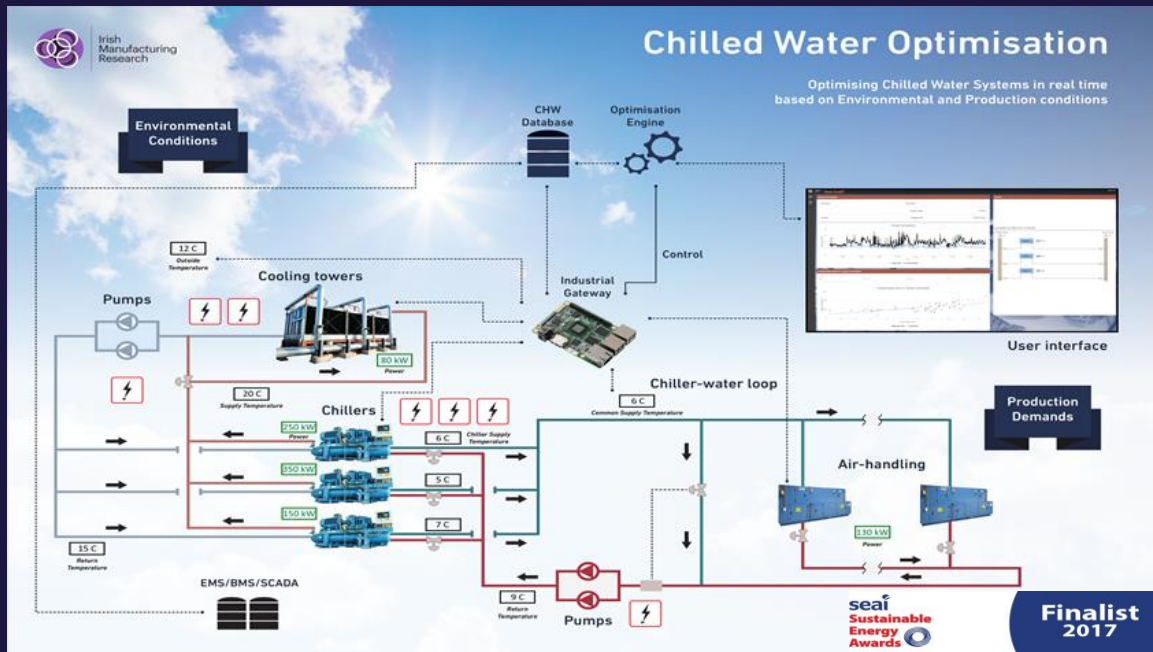 Irish
Manufacturing
Research
Chilled Water Optimisation
Optimising Chilled Water Systems in real time
based on Environmental and Production conditions
Environmental
Conditions
CHW
Database
Optimisation
Engine
12 C
Outside
Temperature
Cooling towers
Control
Industrial
Gateway
Pumps
80 kW
Power
User interface
20 C
Supply Temperature
Chiller-water loop
6 C
Common Supply Temperature
Production
Demands
Chillers
250 kW
Power
6 C
Chiller Supply
Temperature
Air-handling
350 kW
5 C
150 kW
7 C
130 kW
Power
15 C
Return
Temperature
EMS/BMS/SCADA
9 C
Return
Temperature
Pumps
seai
Sustainable
Energy
Awards
Finalist
2017